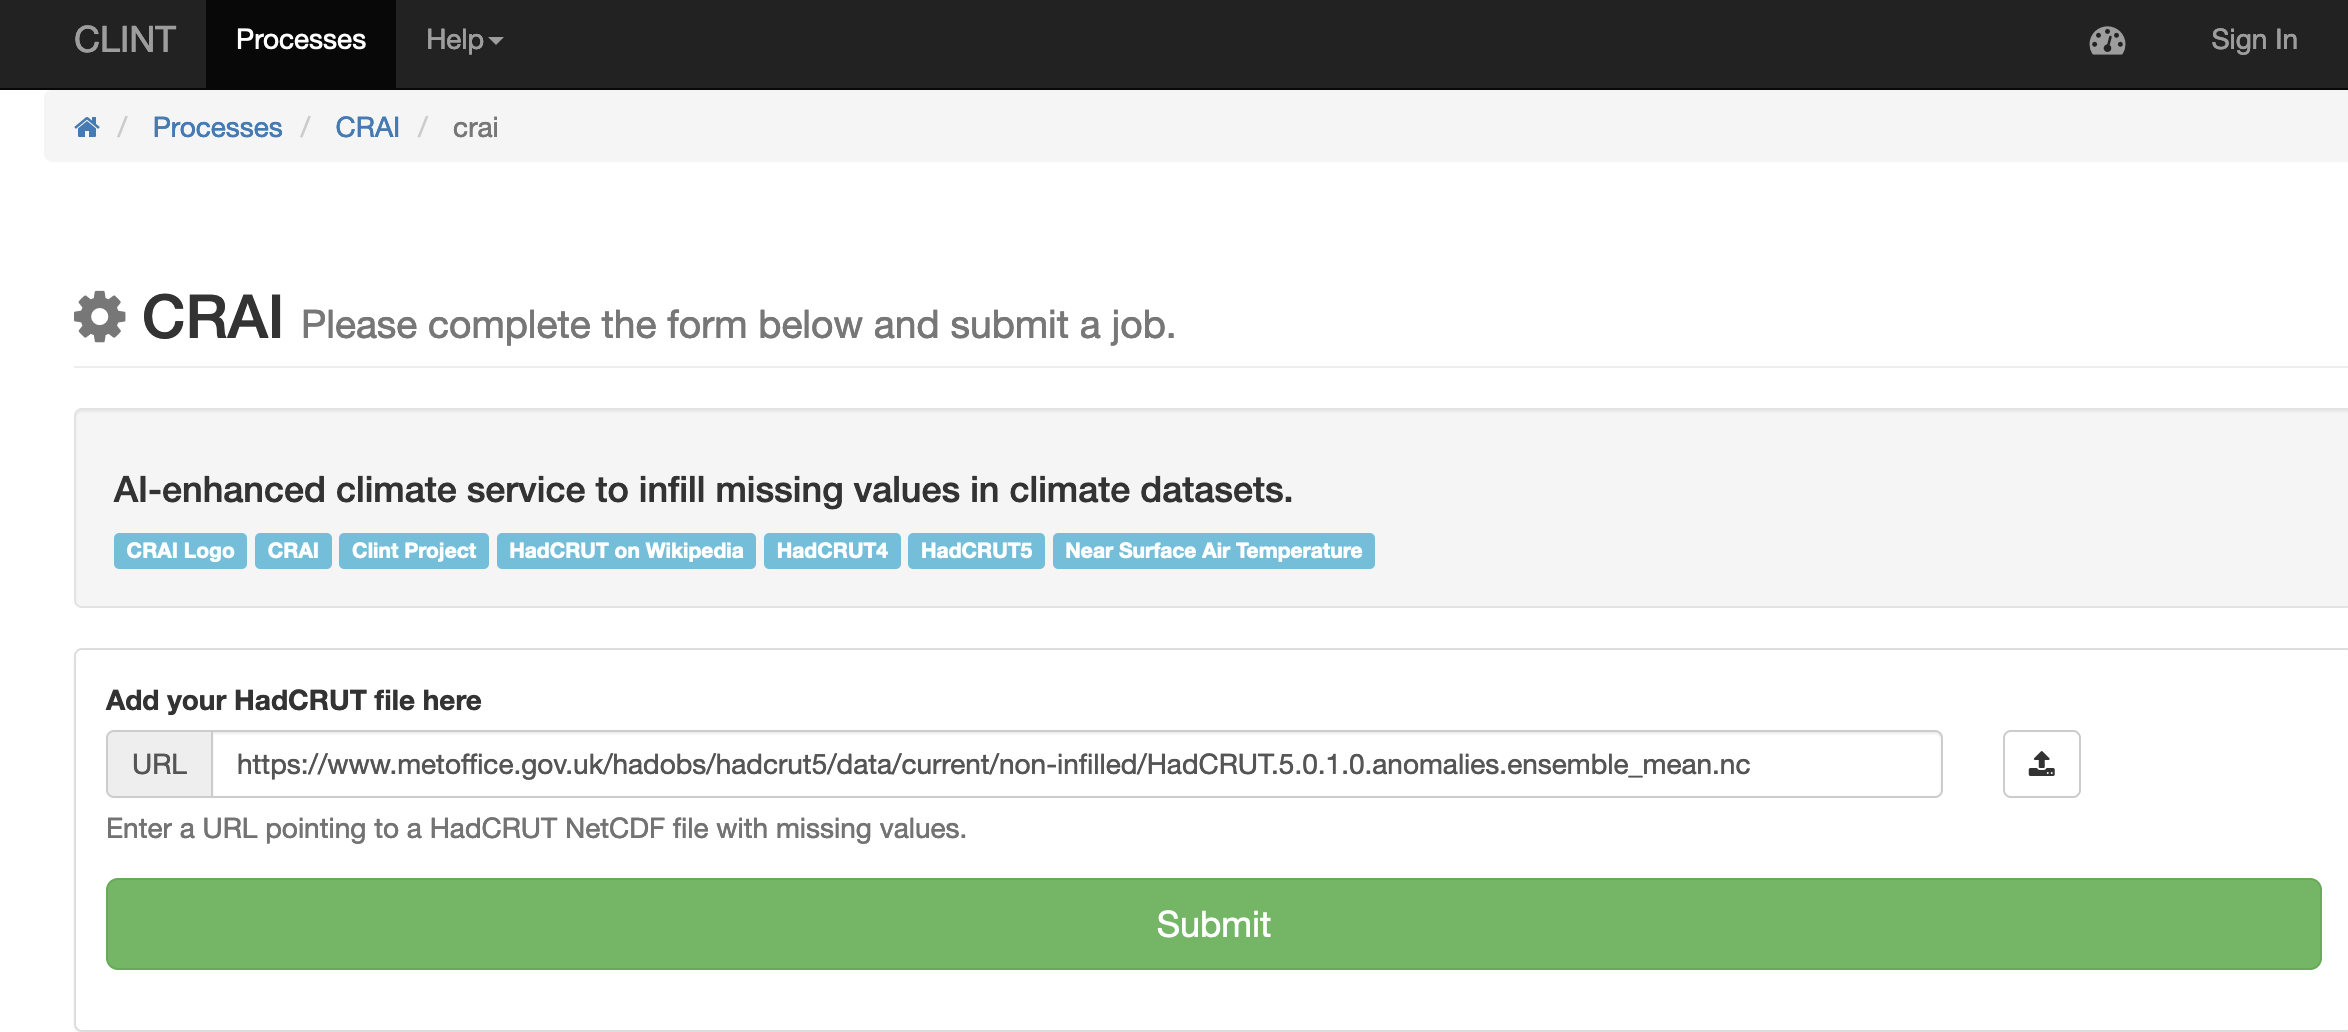 CLINT Processes Help Sign In
/ Processes / CRAI / crai
CRAI Please complete the form below and submit a job.
AI-enhanced climate service to infill missing values in climate datasets.
CRAI Logo CRAI Clint Project HadCRUT on Wikipedia HadCRUT4 HadCRUT5 Near Surface Air Temperature
Add your HadCRUT file here
URL https://www.metoffice.gov.uk/hadobs/hadcrut5/data/current/non-infilled/HadCRUT.5.0.1.0.anomalies.ensemble_mean.nc
Enter a URL pointing to a HadCRUT NetCDF file with missing values.
Submit